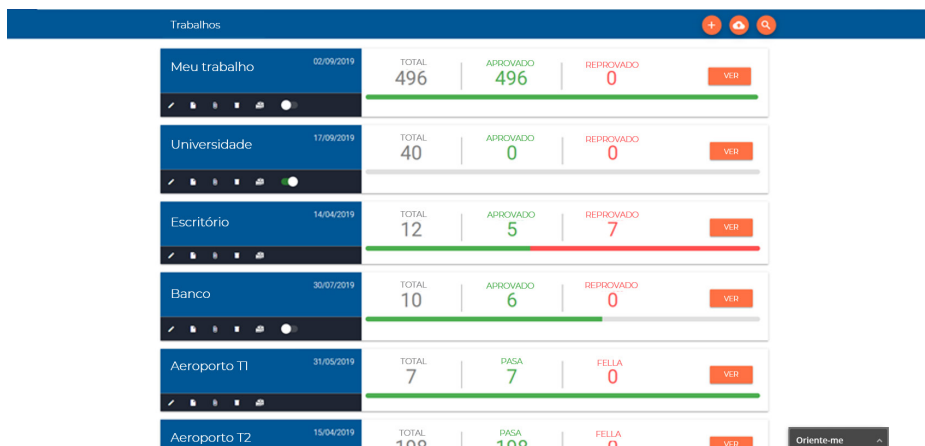 Trabalhos
Meu trabalho 02/09/2019
TOTAL APROVADO REPROVADO
496 496 0
VER
Universidade 17/09/2019
TOTAL APROVADO REPROVADO
40 0 0
VER
Escritório 14/04/2019
TOTAL APROVADO REPROVADO
12 5 7
VER
Banco 30/07/2019
TOTAL APROVADO REPROVADO
10 6 0
VER
Aeroporto T1 31/05/2019
TOTAL PASA FELLA
7 7 0
VER
Aeroporto T2 15/04/2019
TOTAL PASA FELLA
198 198 0
VER
Oriente-me